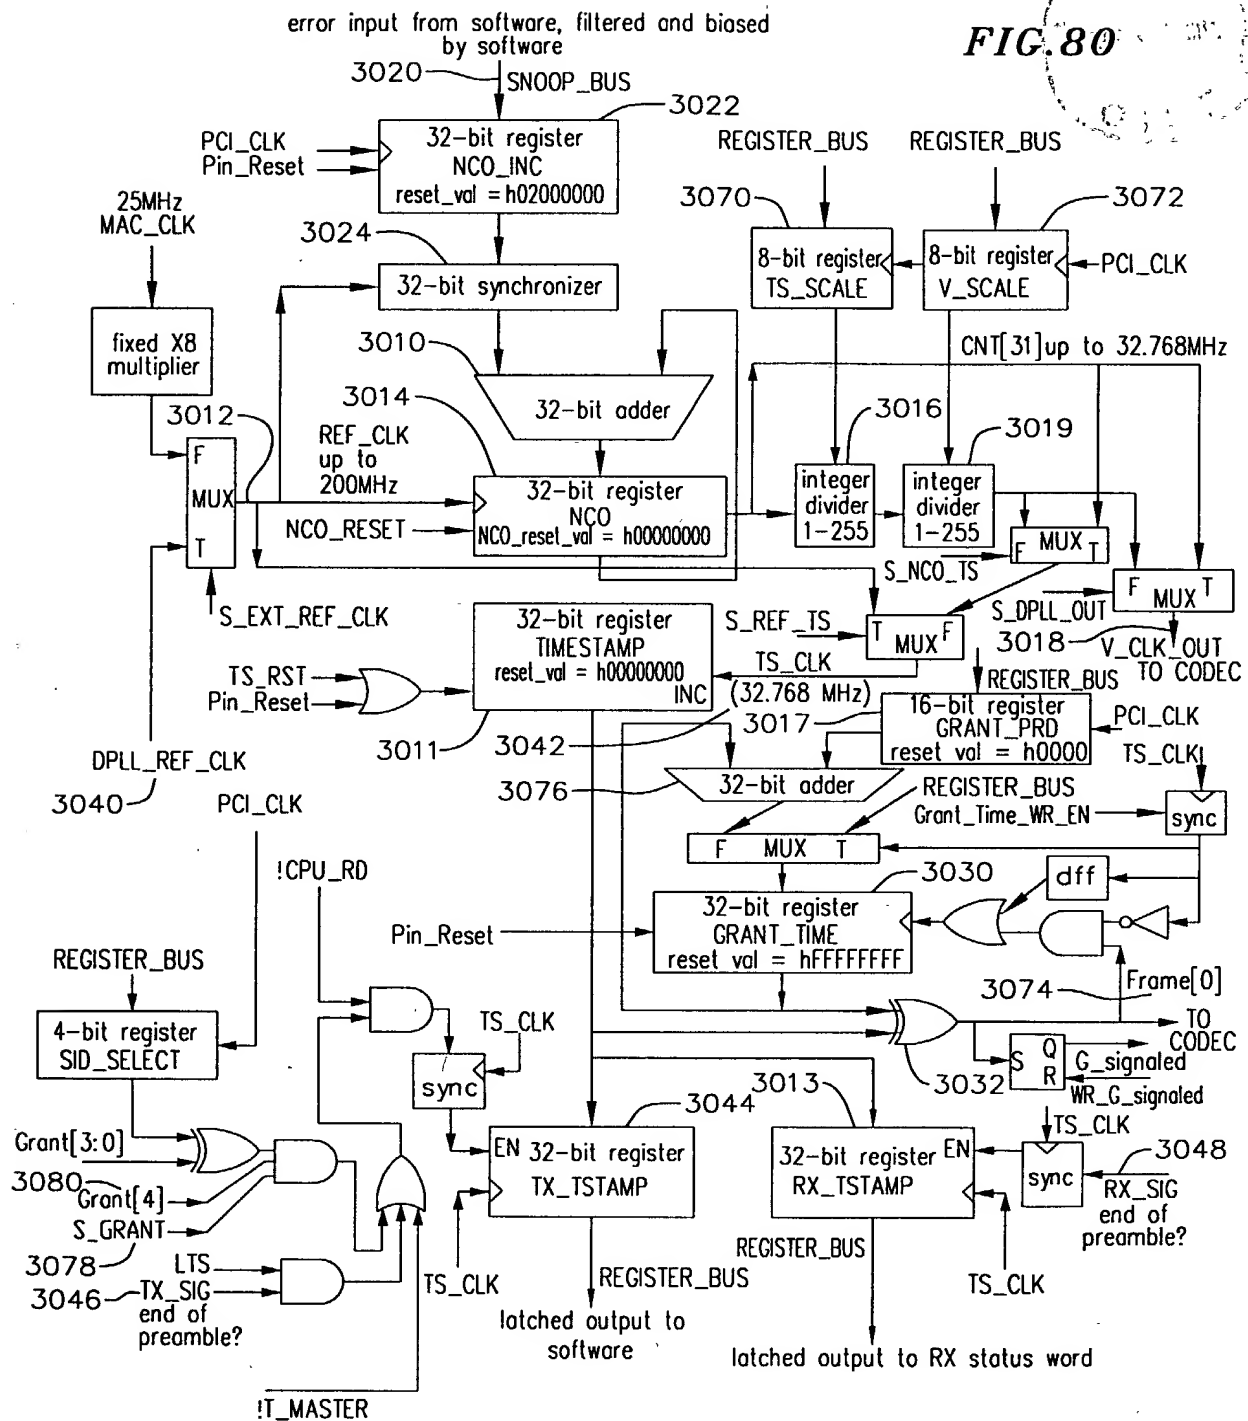 error input from software, filtered and biased
by software
FIG.80
3020
SNOOP_BUS
3022
PCI_CLK
Pin_Reset
32-bit register
NCO_INC
reset_val = h02000000
REGISTER_BUS
REGISTER_BUS
25MHz
MAC_CLK
3024
3070
3072
32-bit synchronizer
8-bit register
TS_SCALE
8-bit register
V_SCALE
PCI_CLK
fixed X8
multiplier
3010
32-bit adder
CNT[31]up to 32.768MHz
3012
3014
3016
3019
F
MUX
T
REF_CLK
up to
200MHz
NCO_RESET
32-bit register
NCO
NCO_reset_val = h00000000
integer
divider
1-255
integer
divider
1-255
F MUX T
S_NCO_TS
F MUX T
S_DPLL_OUT
S_EXT_REF_CLK
32-bit register
TIMESTAMP
reset_val = h00000000
INC
S_REF_TS
T MUX F
3018
V_CLK_OUT
TO CODEC
TS_RST
Pin_Reset
TS_CLK
(32.768 MHz)
REGISTER_BUS
3011
3042
3017
16-bit register
GRANT_PRD
reset val = h0000
PCI_CLK
TS_CLK
DPLL_REF_CLK
3040
3076
32-bit adder
REGISTER_BUS
Grant_Time_WR_EN
sync
PCI_CLK
F MUX T
!CPU_RD
3030
dff
Pin_Reset
32-bit register
GRANT_TIME
reset val = hFFFFFFFF
REGISTER_BUS
3074
Frame[0]
4-bit register
SID_SELECT
TS_CLK
sync
3032
TO
CODEC
S Q
R
G_signaled
WR_G_signaled
3044
3013
TS_CLK
Grant[3:0]
3080
Grant[4]
S_GRANT
3078
EN 32-bit register
TX_TSTAMP
32-bit register EN
RX_TSTAMP
sync
3048
RX_SIG
end of
preamble?
LTS
3046
TX_SIG
end of
preamble?
TS_CLK
REGISTER_BUS
REGISTER_BUS
TS_CLK
latched output to
software
latched output to RX status word
!T_MASTER